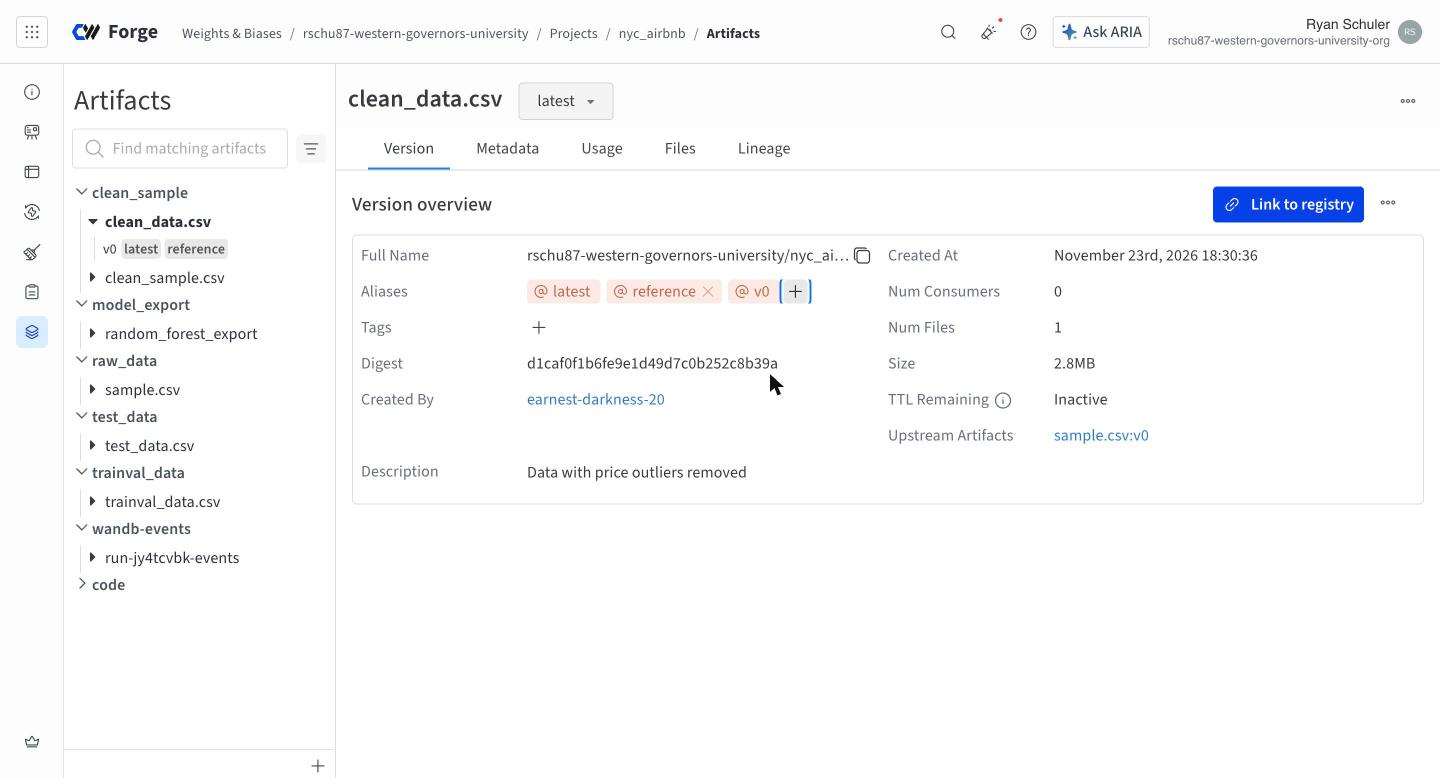 Forge
Weights & Biases / rschu87-western-governors-university / Projects / nyc_airbnb / Artifacts
Ask ARIA
Ryan Schuler
rschu87-western-governors-university-org
RS
Artifacts
Find matching artifacts
clean_sample
clean_data.csv
v0 latest reference
clean_sample.csv
model_export
random_forest_export
raw_data
sample.csv
test_data
test_data.csv
trainval_data
trainval_data.csv
wandb-events
run-jy4tcvbk-events
code
clean_data.csv latest
Version Metadata Usage Files Lineage
Version overview
Link to registry
Full Name rschu87-western-governors-university/nyc_ai… Created At November 23rd, 2026 18:30:36
Aliases @ latest @ reference @ v0 Num Consumers 0
Tags Num Files 1
Digest d1caf0f1b6fe9e1d49d7c0b252c8b39a Size 2.8MB
Created By earnest-darkness-20 TTL Remaining Inactive
Upstream Artifacts sample.csv:v0
Description Data with price outliers removed